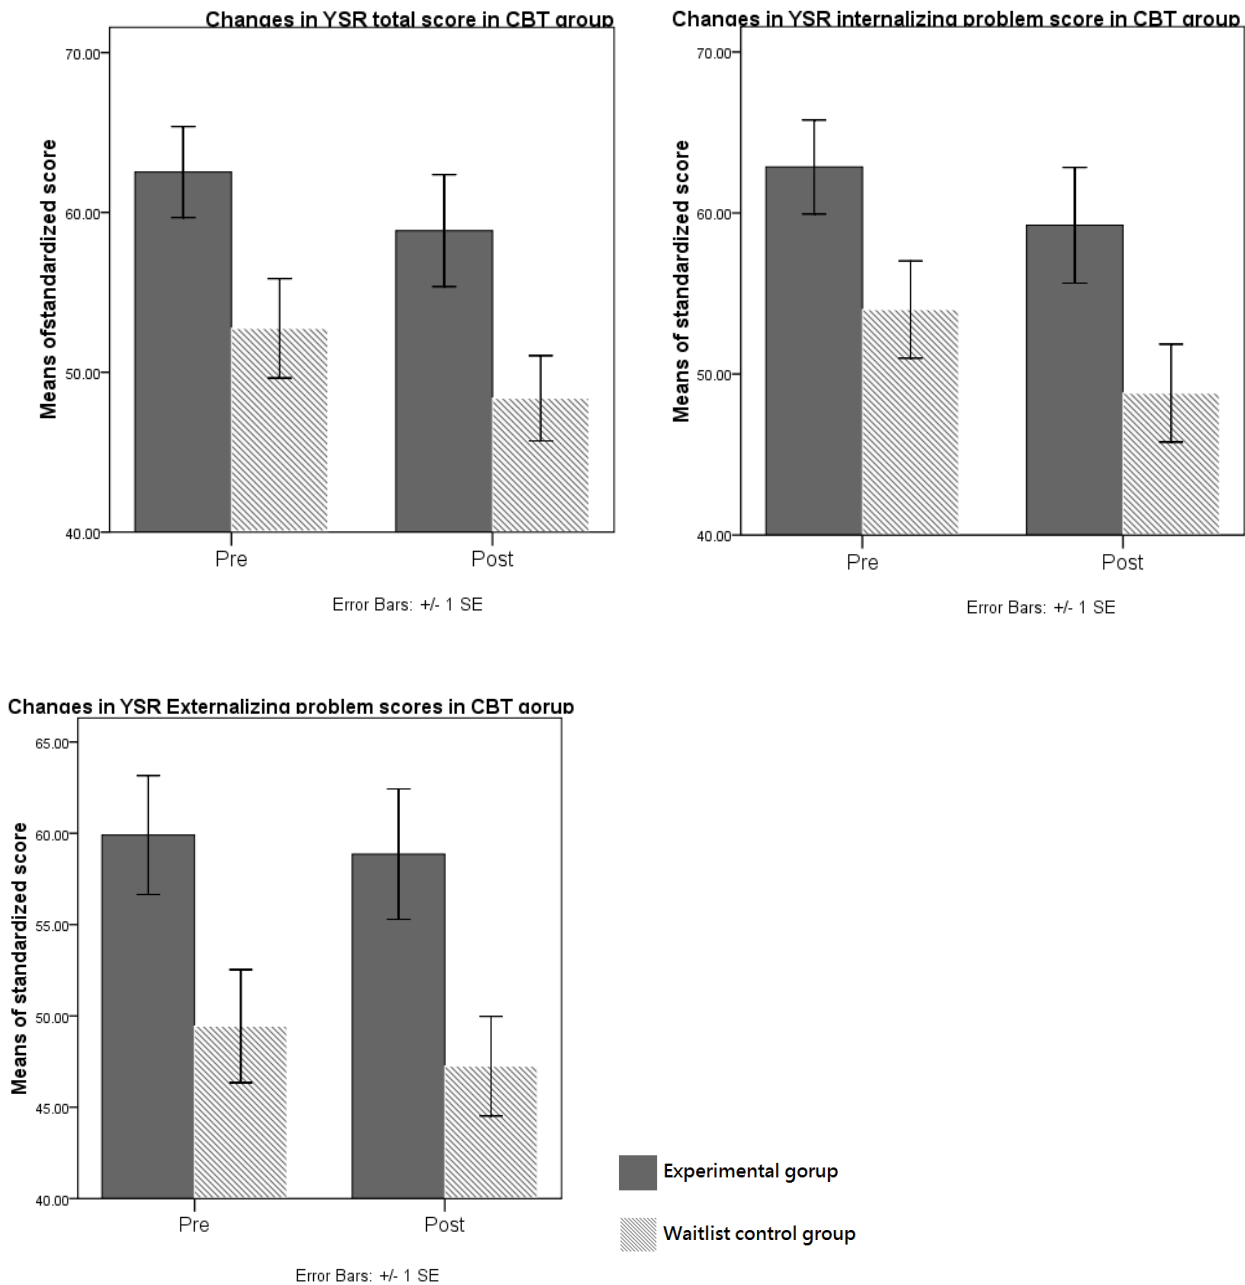 Changes in YSR total score in CBT group
Means ofstandardized score
70.00
60.00
50.00
40.00
Pre
Post
Error Bars: +/- 1 SE
Changes in YSR internalizing problem score in CBT group
Means of standardized score
70.00
60.00
50.00
40.00
Pre
Post
Error Bars: +/- 1 SE
Changes in YSR Externalizing problem scores in CBT gorup
Means of standardized score
65.00
60.00
55.00
50.00
45.00
40.00
Pre
Post
Error Bars: +/- 1 SE
Experimental gorup
Waitlist control group